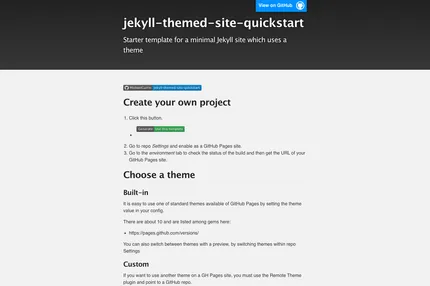 View on GitHub
jekyll-themed-site-quickstart
Starter template for a minimal Jekyll site which uses a
theme
MichaelCurrin jekyll-themed-site-quickstart
Create your own project
1. Click this button.
Generate Use this template
•
2. Go to repo Settings and enable as a GitHub Pages site.
3. Go to the environment tab to check the status of the build and then get the URL of your
GitHub Pages site.
Choose a theme
Built-in
It is easy to use one of standard themes available of GitHub Pages by setting the
value in your config.
There are about 10 and are listed among gems here:
• https://pages.github.com/versions/
You can also switch between themes with a preview, by switching themes within repo
Settings
Custom
If you want to use another theme on a GH Pages site, you must use the Remote Theme
plugin and point to a GitHub repo.